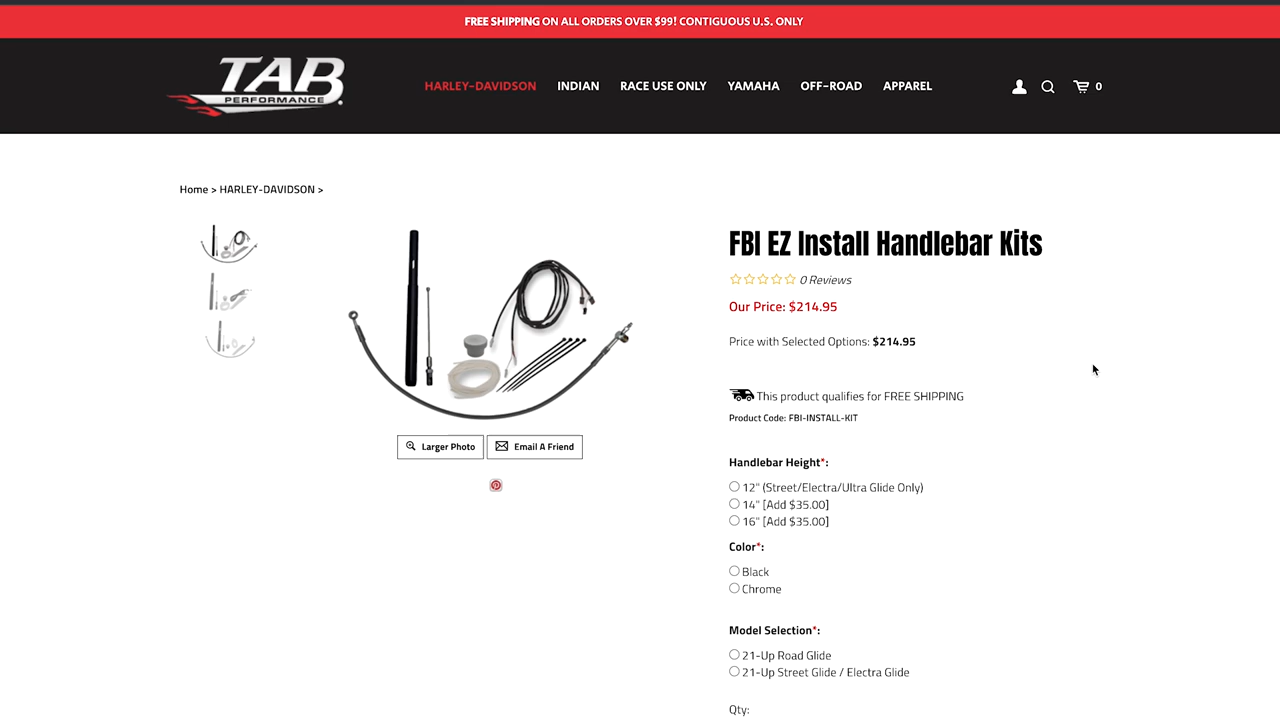 FREE SHIPPING ON ALL ORDERS OVER $99! CONTIGUOUS U.S. ONLY
TAB
PERFORMANCE
HARLEY-DAVIDSON INDIAN RACE USE ONLY YAMAHA OFF-ROAD APPAREL 0
Home > HARLEY-DAVIDSON >
FBI EZ Install Handlebar Kits
0 Reviews
Our Price: $214.95
Price with Selected Options: $214.95
This product qualifies for FREE SHIPPING
Product Code: FBI-INSTALL-KIT
Larger Photo Email A Friend
Handlebar Height*:
12" (Street/Electra/Ultra Glide Only)
14" [Add $35.00]
16" [Add $35.00]
Color*:
Black
Chrome
Model Selection*:
21-Up Road Glide
21-Up Street Glide / Electra Glide
Qty: